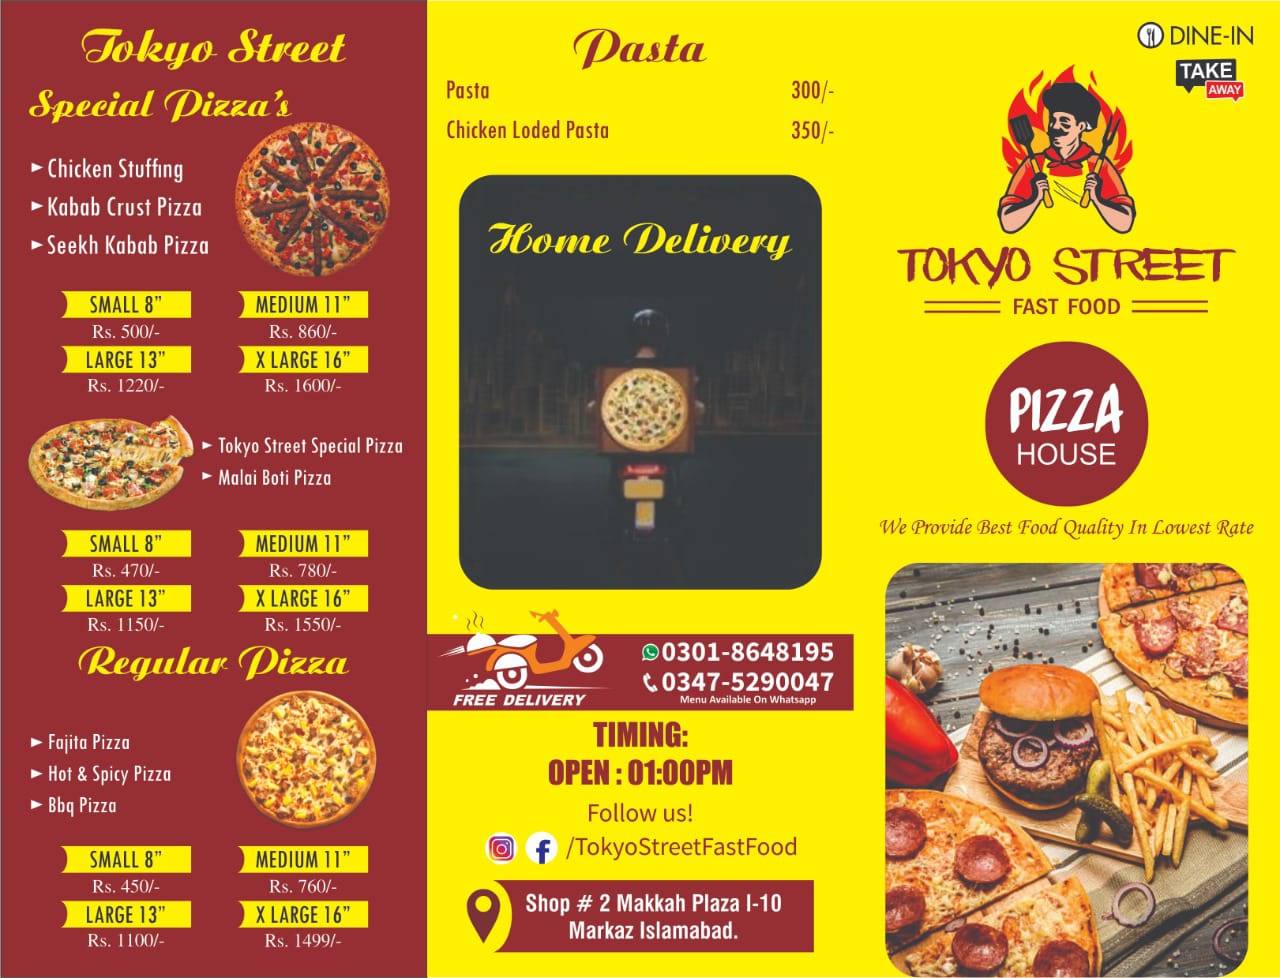 Tokyo Street
Special Pizza's
► Chicken Stuffing
► Kabab Crust Pizza
► Seekh Kabab Pizza
SMALL 8” MEDIUM 11”
Rs. 500/- Rs. 860/-
LARGE 13” X LARGE 16”
Rs. 1220/- Rs. 1600/-
► Tokyo Street Special Pizza
► Malai Boti Pizza
SMALL 8” MEDIUM 11”
Rs. 470/- Rs. 780/-
LARGE 13” X LARGE 16”
Rs. 1150/- Rs. 1550/-
Regular Pizza
► Fajita Pizza
► Hot & Spicy Pizza
► Bbq Pizza
SMALL 8” MEDIUM 11”
Rs. 450/- Rs. 760/-
LARGE 13” X LARGE 16”
Rs. 1100/- Rs. 1499/-
Pasta
Pasta 300/-
Chicken Loded Pasta 350/-
Home Delivery
FREE DELIVERY
0301-8648195
0347-5290047
Menu Available On Whatsapp
TIMING:
OPEN : 01:00PM
Follow us!
/TokyoStreetFastFood
Shop # 2 Makkah Plaza I-10
Markaz Islamabad.
DINE-IN
TAKE
AWAY
TOKYO STREET
FAST FOOD
PIZZA
HOUSE
We Provide Best Food Quality In Lowest Rate